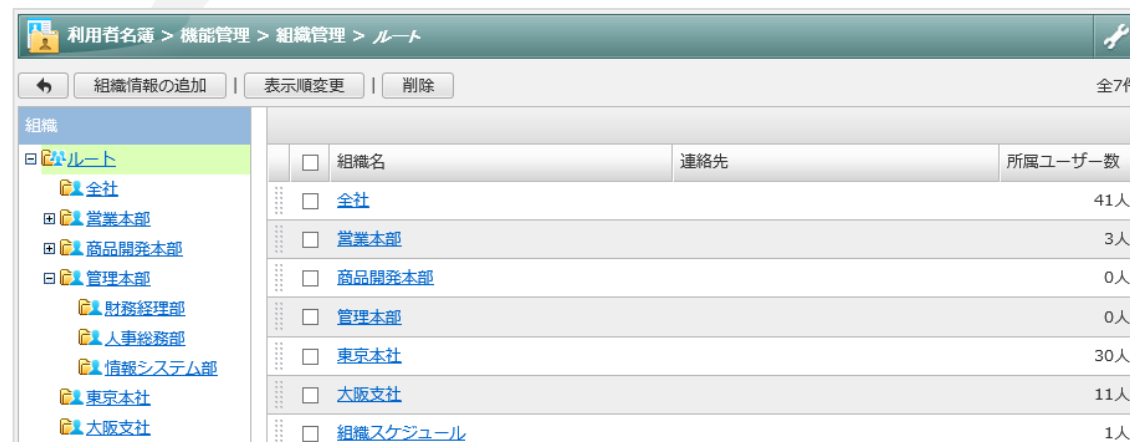 利用者名簿 > 機能管理 > 組織管理 > ルート
組織情報の追加 | 表示順変更 | 削除
全7件
組織
ルート
全社
営業本部
商品開発本部
管理本部
財務経理部
人事総務部
情報システム部
東京本社
大阪支社
組織名 連絡先 所属ユーザー数
全社 41人
営業本部 3人
商品開発本部 0人
管理本部 0人
東京本社 30人
大阪支社 11人
組織スケジュール 1人